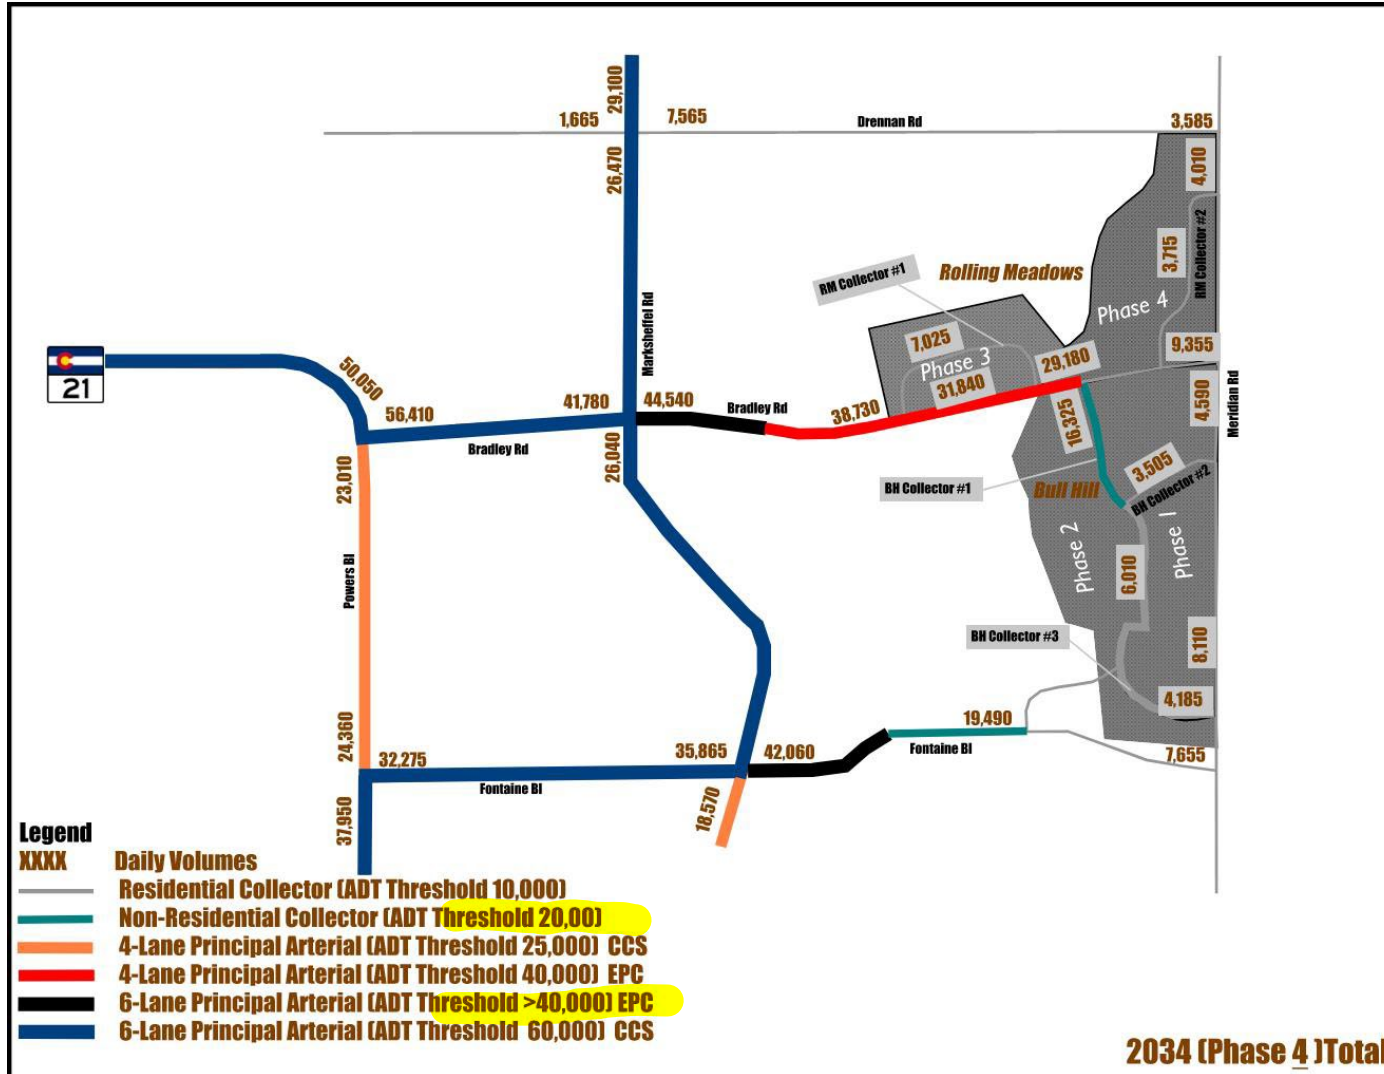 29,100
1,665
7,565
Drennan Rd
3,585
26,470
4,010
RM Collector #2
3,715
RM Collector #1
Rolling Meadows
Phase 4
Marksheffel Rd
7,025
Phase 3
31,840
29,180
9,355
21
50,050
56,410
41,780
44,540
Bradley Rd
38,730
Bradley Rd
26,040
16,325
4,590
Meridian Rd
23,010
BH Collector #1
3,505
BH Collector #2
Bull Hill
Phase 2
Phase 1
Powers Bl
6,010
BH Collector #3
8,110
4,185
24,360
32,275
35,865
42,060
19,490
Fontaine Bl
7,655
Fontaine Bl
18,570
37,950
Legend
XXXX Daily Volumes
Residential Collector (ADT Threshold 10,000)
Non-Residential Collector (ADT Threshold 20,00)
4-Lane Principal Arterial (ADT Threshold 25,000) CCS
4-Lane Principal Arterial (ADT Threshold 40,000) EPC
6-Lane Principal Arterial (ADT Threshold >40,000) EPC
6-Lane Principal Arterial (ADT Threshold 60,000) CCS
2034 (Phase 4 )Total